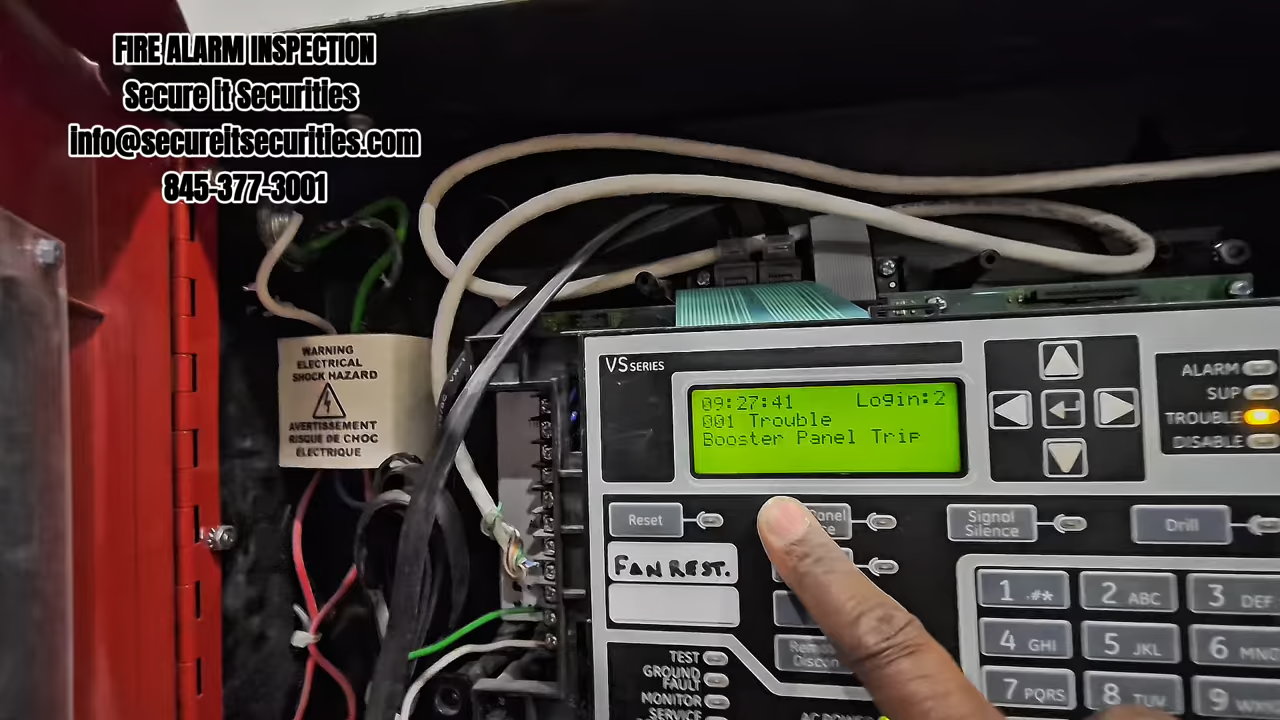 FIRE ALARM INSPECTION
Secure it Securities
info@secureitsecurities.com
845-377-3001
WARNING
ELECTRICAL
SHOCK HAZARD
AVERTISSEMENT
RISQUE DE CHOC
ÉLECTRIQUE
VS SERIES
09:27:41 Login:2
001 Trouble
Booster Panel Trip
ALARM
SUP
TROUBLE
DISABLE
Reset
Panel
Signal
Silence
Drill
FAN REST.
1 .#*
2 ABC
3 DEF
4 GHI
5 JKL
6 MNO
7 PQRS
8 TUV
9
TEST
GROUND
FAULT
MONITOR
SERVICE
AC POWER